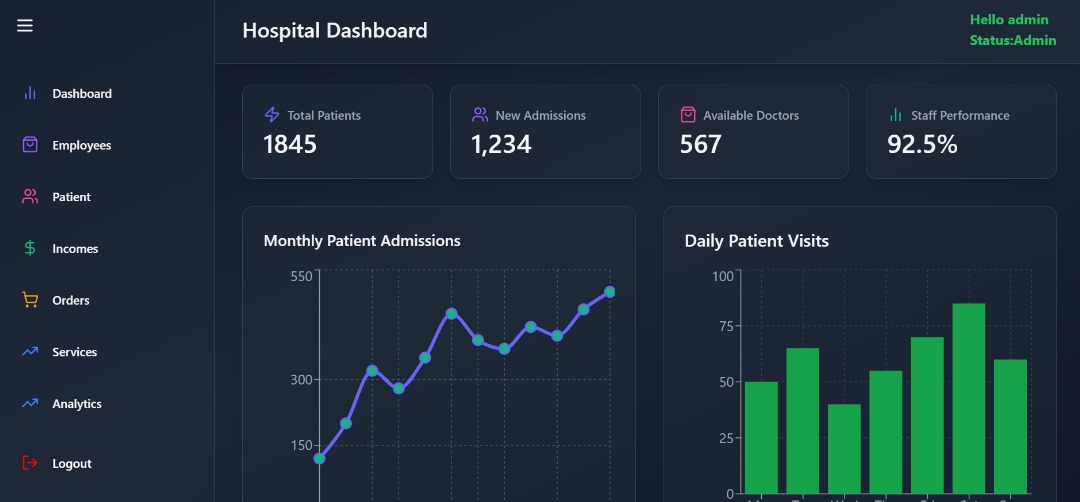 Hospital Dashboard
Hello admin
Status:Admin
Dashboard
Employees
Patient
Incomes
Orders
Services
Analytics
Logout
Total Patients
1845
New Admissions
1,234
Available Doctors
567
Staff Performance
92.5%
Monthly Patient Admissions
550
300
150
Daily Patient Visits
100
75
50
25
0